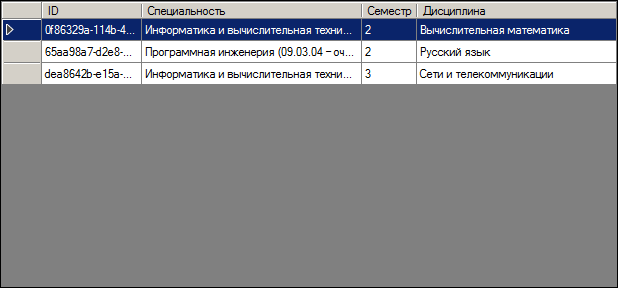 ID Специальность Семестр Дисциплина
0f86329a-114b-4... Информатика и вычислительная техни... 2 Вычислительная математика
65aa98a7-d2e8-... Программная инженерия (09.03.04 – оч... 2 Русский язык
dea8642b-e15a-... Информатика и вычислительная техни... 3 Сети и телекоммуникации